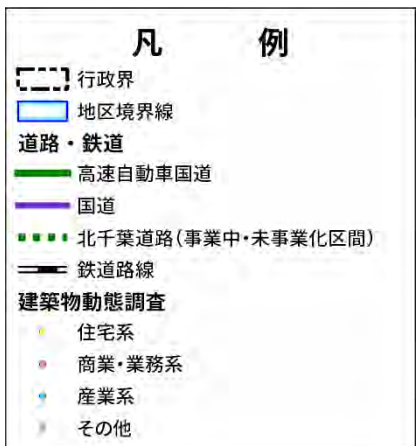 凡 例
行政界
地区境界線
道路・鉄道
高速自動車国道
国道
北千葉道路(事業中・未事業化区間)
鉄道路線
建築物動態調査
住宅系
商業・業務系
産業系
その他